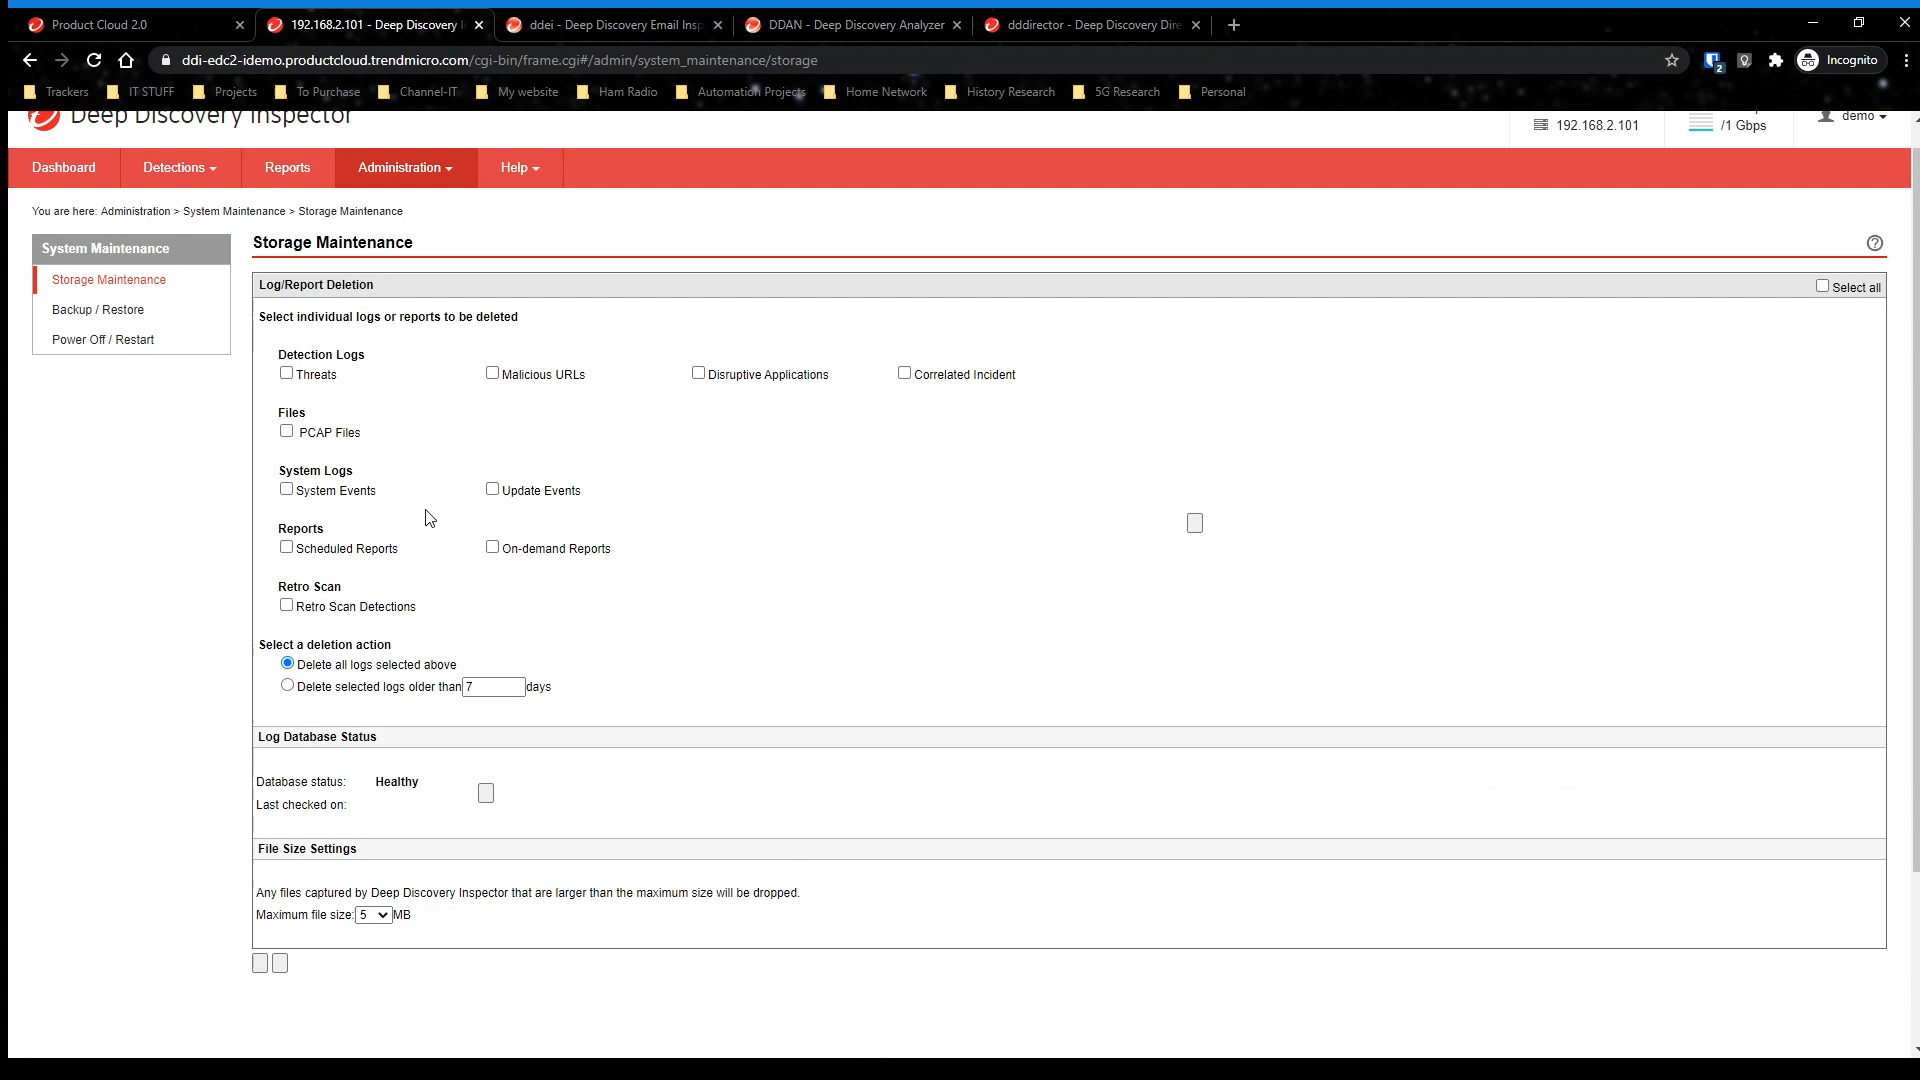 Product Cloud 2.0
192.168.2.101 - Deep Discovery I
ddei - Deep Discovery Email Insp
DDAN - Deep Discovery Analyzer
dddirector - Deep Discovery Dire
ddi-edc2-idemo.productcloud.trendmicro.com/cgi-bin/frame.cgi#/admin/system_maintenance/storage
2
Incognito
Trackers
IT STUFF
Projects
To Purchase
Channel-IT
My website
Ham Radio
Automation Projects
Home Network
History Research
5G Research
Personal
Deep Discovery Inspector
192.168.2.101
/1 Gbps
demo
Dashboard
Detections
Reports
Administration
Help
You are here: Administration > System Maintenance > Storage Maintenance
System Maintenance
Storage Maintenance
Backup / Restore
Power Off / Restart
Storage Maintenance
Log/Report Deletion
Select all
Select individual logs or reports to be deleted
Detection Logs
Threats
Malicious URLs
Disruptive Applications
Correlated Incident
Files
PCAP Files
System Logs
System Events
Update Events
Reports
Scheduled Reports
On-demand Reports
Retro Scan
Retro Scan Detections
Select a deletion action
Delete all logs selected above
Delete selected logs older than 7 days
Log Database Status
Database status: Healthy
Last checked on:
File Size Settings
Any files captured by Deep Discovery Inspector that are larger than the maximum size will be dropped.
Maximum file size: 5 MB